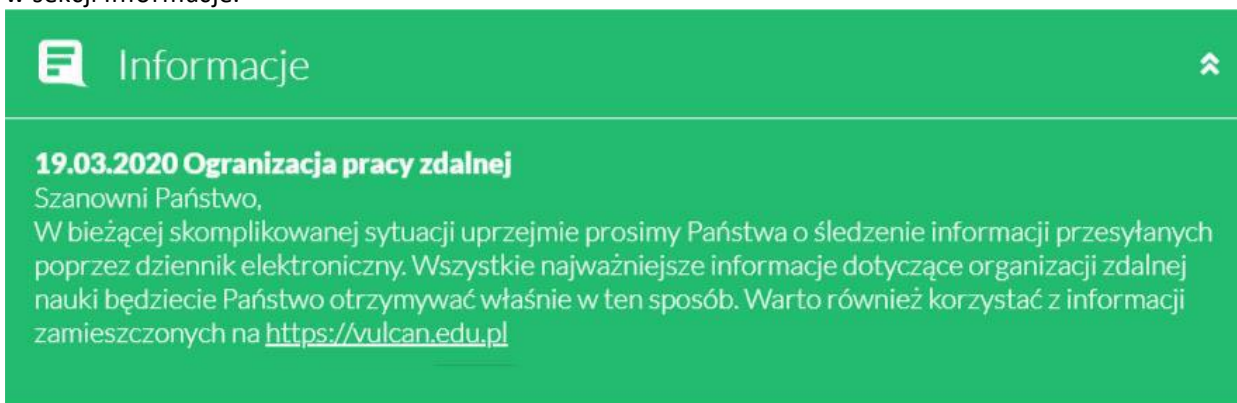 Informacje
19.03.2020 Ogranizacja pracy zdalnej
Szanowni Państwo,
W bieżącej skomplikowanej sytuacji uprzejmie prosimy Państwa o śledzenie informacji przesyłanych
poprzez dziennik elektroniczny. Wszystkie najważniejsze informacje dotyczące organizacji zdalnej
nauki będziecie Państwo otrzymywać właśnie w ten sposób. Warto również korzystać z informacji
zamieszczonych na https://vulcan.edu.pl